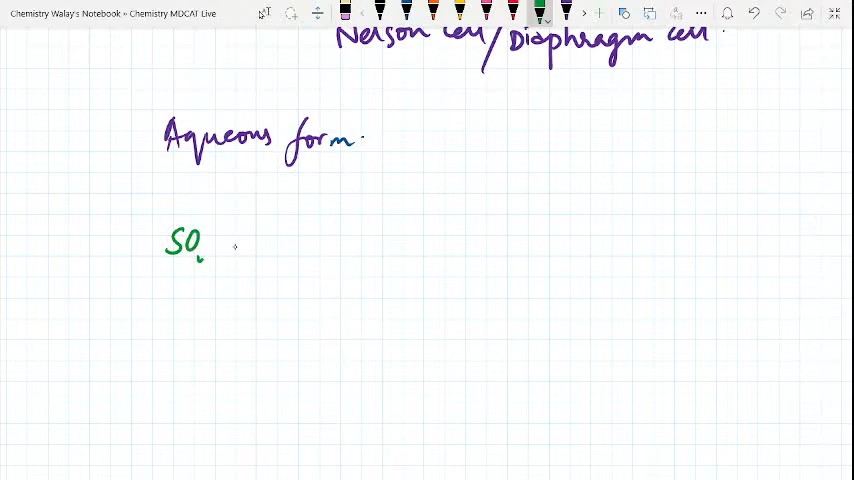 Chemistry Walay's Notebook » Chemistry MDCAT Live
Nelson cell/Diaphragm cell.
Aqueous form.
SO